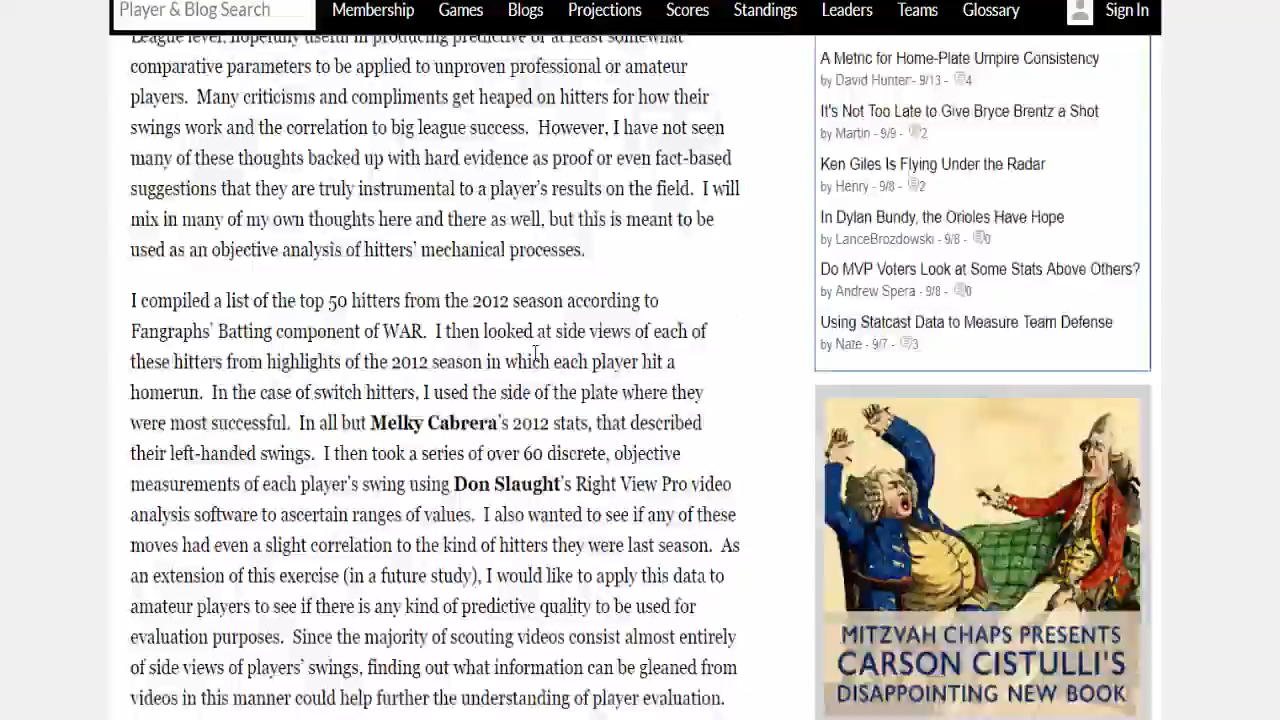 Player & Blog Search
Membership Games Blogs Projections Scores Standings Leaders Teams Glossary Sign In
League level, hopefully useful in producing predictive or at least somewhat
comparative parameters to be applied to unproven professional or amateur
players. Many criticisms and compliments get heaped on hitters for how their
swings work and the correlation to big league success. However, I have not seen
many of these thoughts backed up with hard evidence as proof or even fact-based
suggestions that they are truly instrumental to a player's results on the field. I will
mix in many of my own thoughts here and there as well, but this is meant to be
used as an objective analysis of hitters' mechanical processes.
I compiled a list of the top 50 hitters from the 2012 season according to
Fangraphs' Batting component of WAR. I then looked at side views of each of
these hitters from highlights of the 2012 season in which each player hit a
homerun. In the case of switch hitters, I used the side of the plate where they
were most successful. In all but Melky Cabrera's 2012 stats, that described
their left-handed swings. I then took a series of over 60 discrete, objective
measurements of each player's swing using Don Slaught's Right View Pro video
analysis software to ascertain ranges of values. I also wanted to see if any of these
moves had even a slight correlation to the kind of hitters they were last season. As
an extension of this exercise (in a future study), I would like to apply this data to
amateur players to see if there is any kind of predictive quality to be used for
evaluation purposes. Since the majority of scouting videos consist almost entirely
of side views of players' swings, finding out what information can be gleaned from
videos in this manner could help further the understanding of player evaluation.
A Metric for Home-Plate Umpire Consistency
by David Hunter - 9/13 - 4
It's Not Too Late to Give Bryce Brentz a Shot
by Martin - 9/9 - 2
Ken Giles Is Flying Under the Radar
by Henry - 9/8 - 2
In Dylan Bundy, the Orioles Have Hope
by LanceBrozdowski - 9/8 - 0
Do MVP Voters Look at Some Stats Above Others?
by Andrew Spera - 9/8 - 0
Using Statcast Data to Measure Team Defense
by Nate - 9/7 - 3
MITZVAH CHAPS PRESENTS
CARSON CISTULLI'S
DISAPPOINTING NEW BOOK